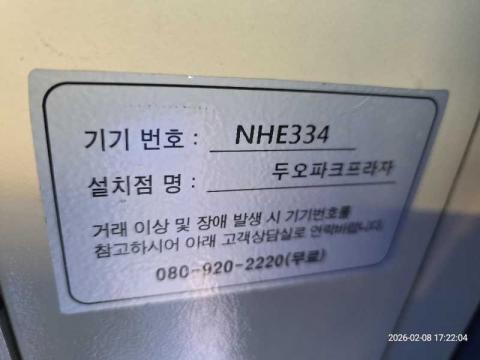 기기 번호 : NHE334
설치점 명 : 두오파크프라자
거래 이상 및 장애 발생 시 기기번호를
참고하시어 아래 고객상담실로 연락바랍니다.
080-920-2220(무료)
2026-02-08 17:22:04